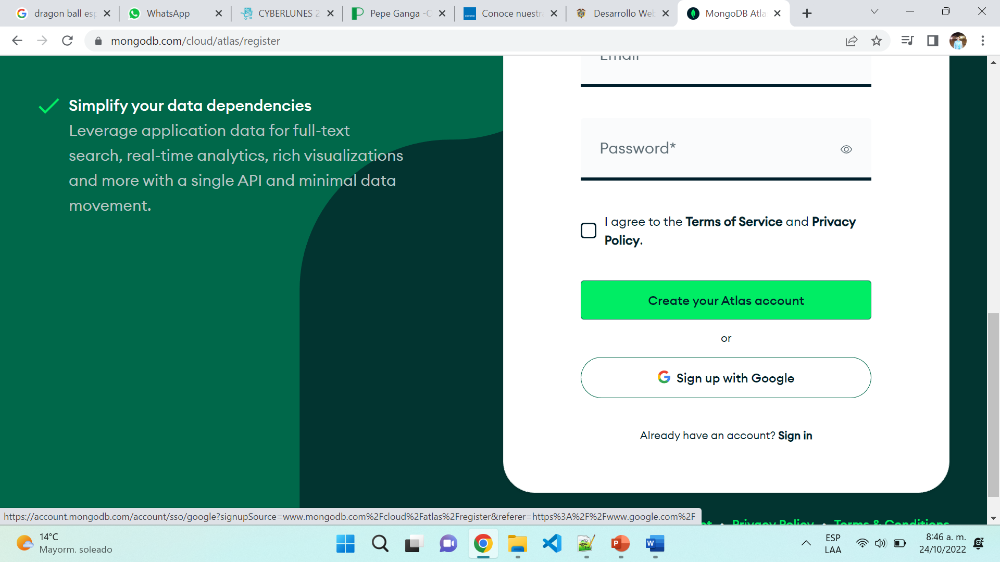 dragon ball esp
WhatsApp
CYBERLUNES 2
Pepe Ganga -O
Conoce nuestra
Desarrollo Web
MongoDB Atla
mongodb.com/cloud/atlas/register
Email
Simplify your data dependencies
Leverage application data for full-text
search, real-time analytics, rich visualizations
and more with a single API and minimal data
movement.
Password*
I agree to the Terms of Service and Privacy
Policy.
Create your Atlas account
or
Sign up with Google
Already have an account? Sign in
Privacy Policy • Terms & Conditions
https://account.mongodb.com/account/sso/google?signupSource=www.mongodb.com%2Fcloud%2Fatlas%2Fregister&referer=https%3A%2F%2Fwww.google.com%2F
14°C
Mayorm. soleado
ESP
LAA
8:46 a. m.
24/10/2022